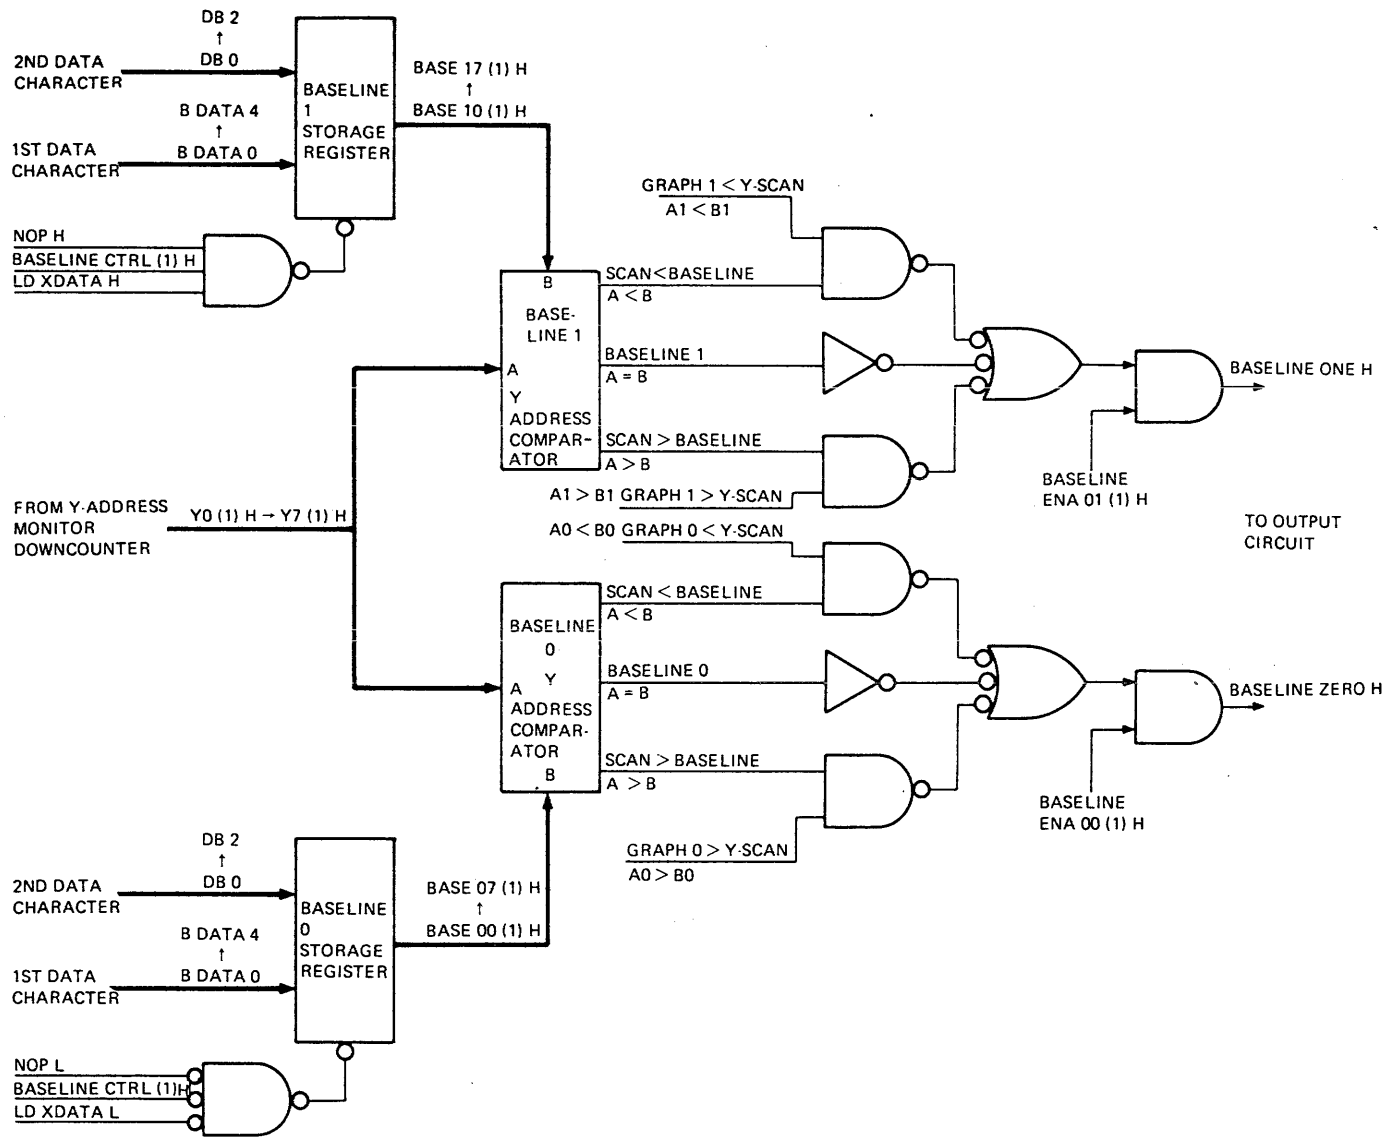 DB 2
↑
DB 0
2ND DATA
CHARACTER
B DATA 4
↑
B DATA 0
1ST DATA
CHARACTER
BASELINE
1
STORAGE
REGISTER
BASE 17 (1) H
↑
BASE 10 (1) H
NOP H
BASELINE CTRL (1) H
LD XDATA H
GRAPH 1 < Y-SCAN
A1 < B1
B
BASE-
LINE 1
A
Y
ADDRESS
COMPAR-
ATOR
SCAN<BASELINE
A < B
BASELINE 1
A = B
SCAN > BASELINE
A > B
A1 > B1 GRAPH 1 > Y-SCAN
BASELINE ONE H
BASELINE
ENA 01 (1) H
FROM Y-ADDRESS
MONITOR
DOWNCOUNTER
Y0 (1) H → Y7 (1) H
TO OUTPUT
CIRCUIT
A0 < B0 GRAPH 0 < Y-SCAN
BASELINE
0
Y
A
ADDRESS
COMPAR-
ATOR
B
SCAN < BASELINE
A < B
BASELINE 0
A = B
SCAN > BASELINE
A > B
GRAPH 0 > Y-SCAN
A0 > B0
BASELINE ZERO H
BASELINE
ENA 00 (1) H
DB 2
↑
DB 0
2ND DATA
CHARACTER
B DATA 4
↑
B DATA 0
1ST DATA
CHARACTER
BASELINE
0
STORAGE
REGISTER
BASE 07 (1) H
↑
BASE 00 (1) H
NOP L
BASELINE CTRL (1)H
LD XDATA L